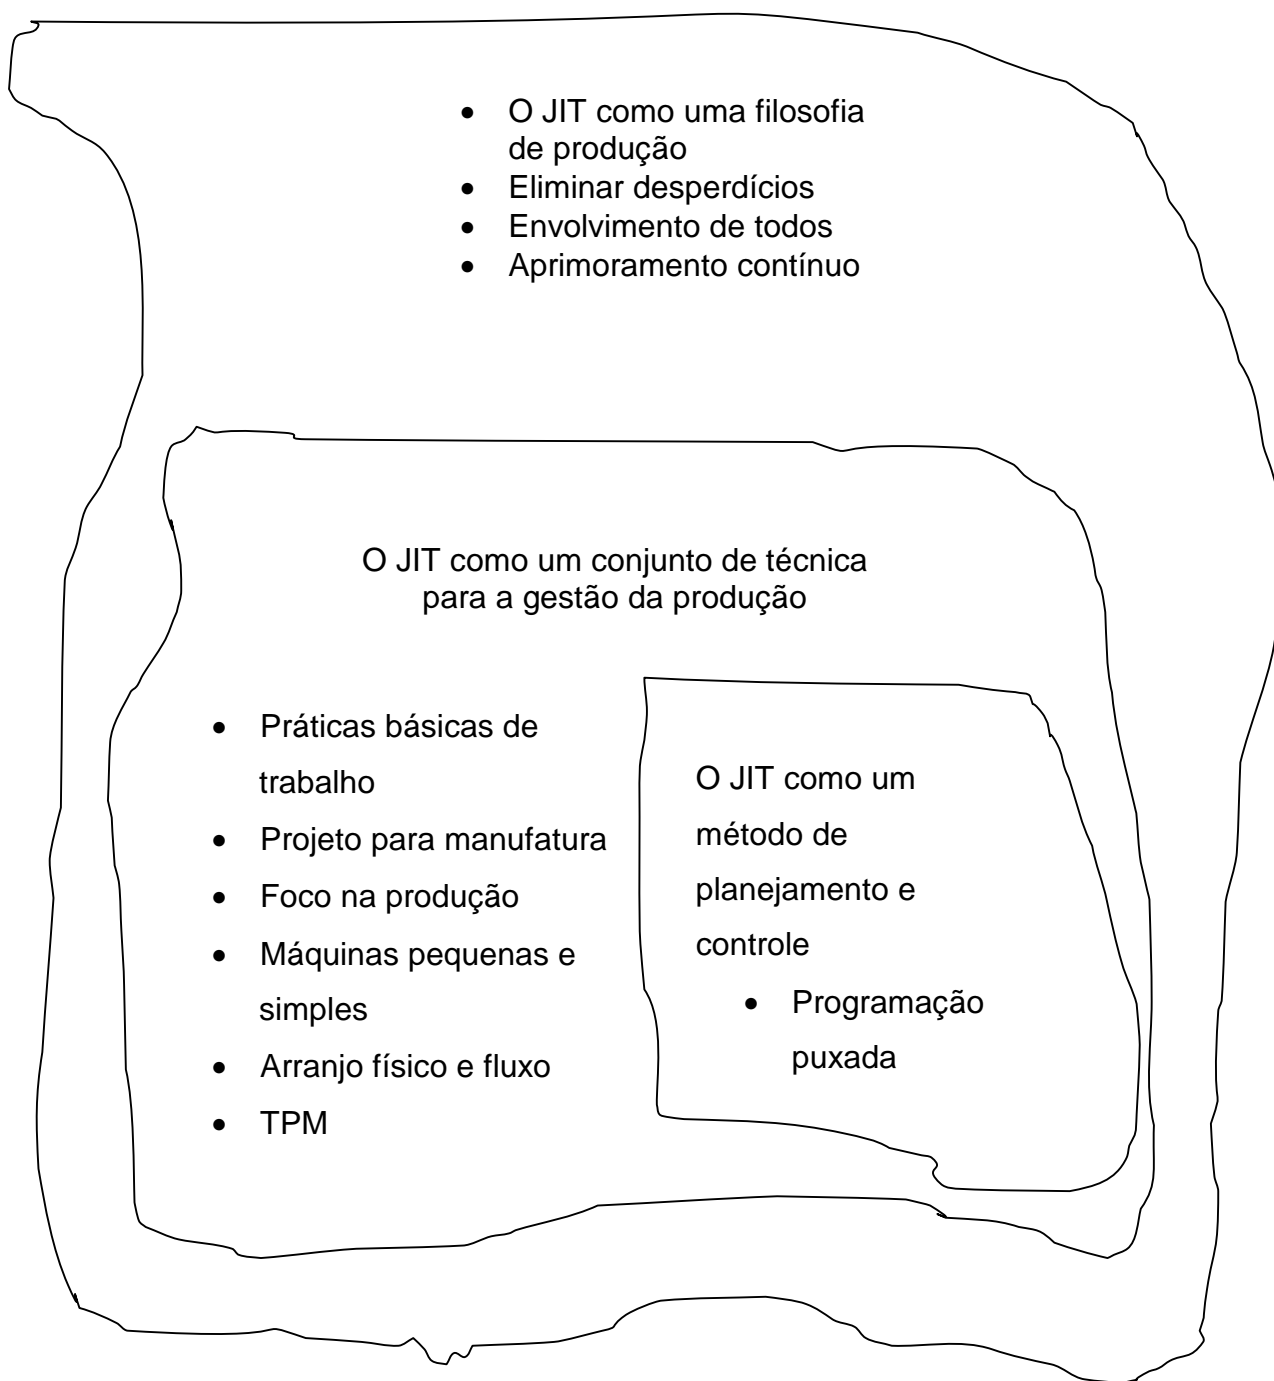 • O JIT como uma filosofia
de produção
• Eliminar desperdícios
• Envolvimento de todos
• Aprimoramento contínuo
O JIT como um conjunto de técnica
para a gestão da produção
• Práticas básicas de
trabalho
• Projeto para manufatura
• Foco na produção
• Máquinas pequenas e
simples
• Arranjo físico e fluxo
• TPM
O JIT como um
método de
planejamento e
controle
• Programação
puxada